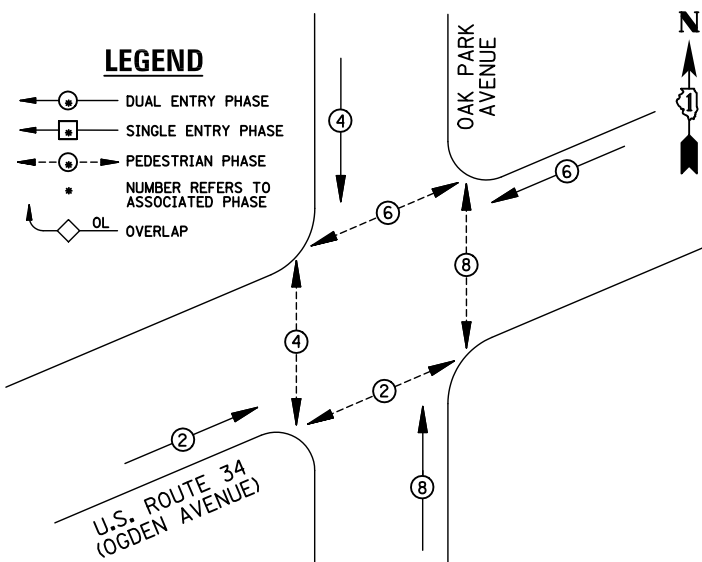 LEGEND
DUAL ENTRY PHASE
SINGLE ENTRY PHASE
PEDESTRIAN PHASE
* NUMBER REFERS TO
ASSOCIATED PHASE
OL OVERLAP
OAK PARK
AVENUE
N
1
4
6
6
8
4
2
2
8
U.S. ROUTE 34
(OGDEN AVENUE)